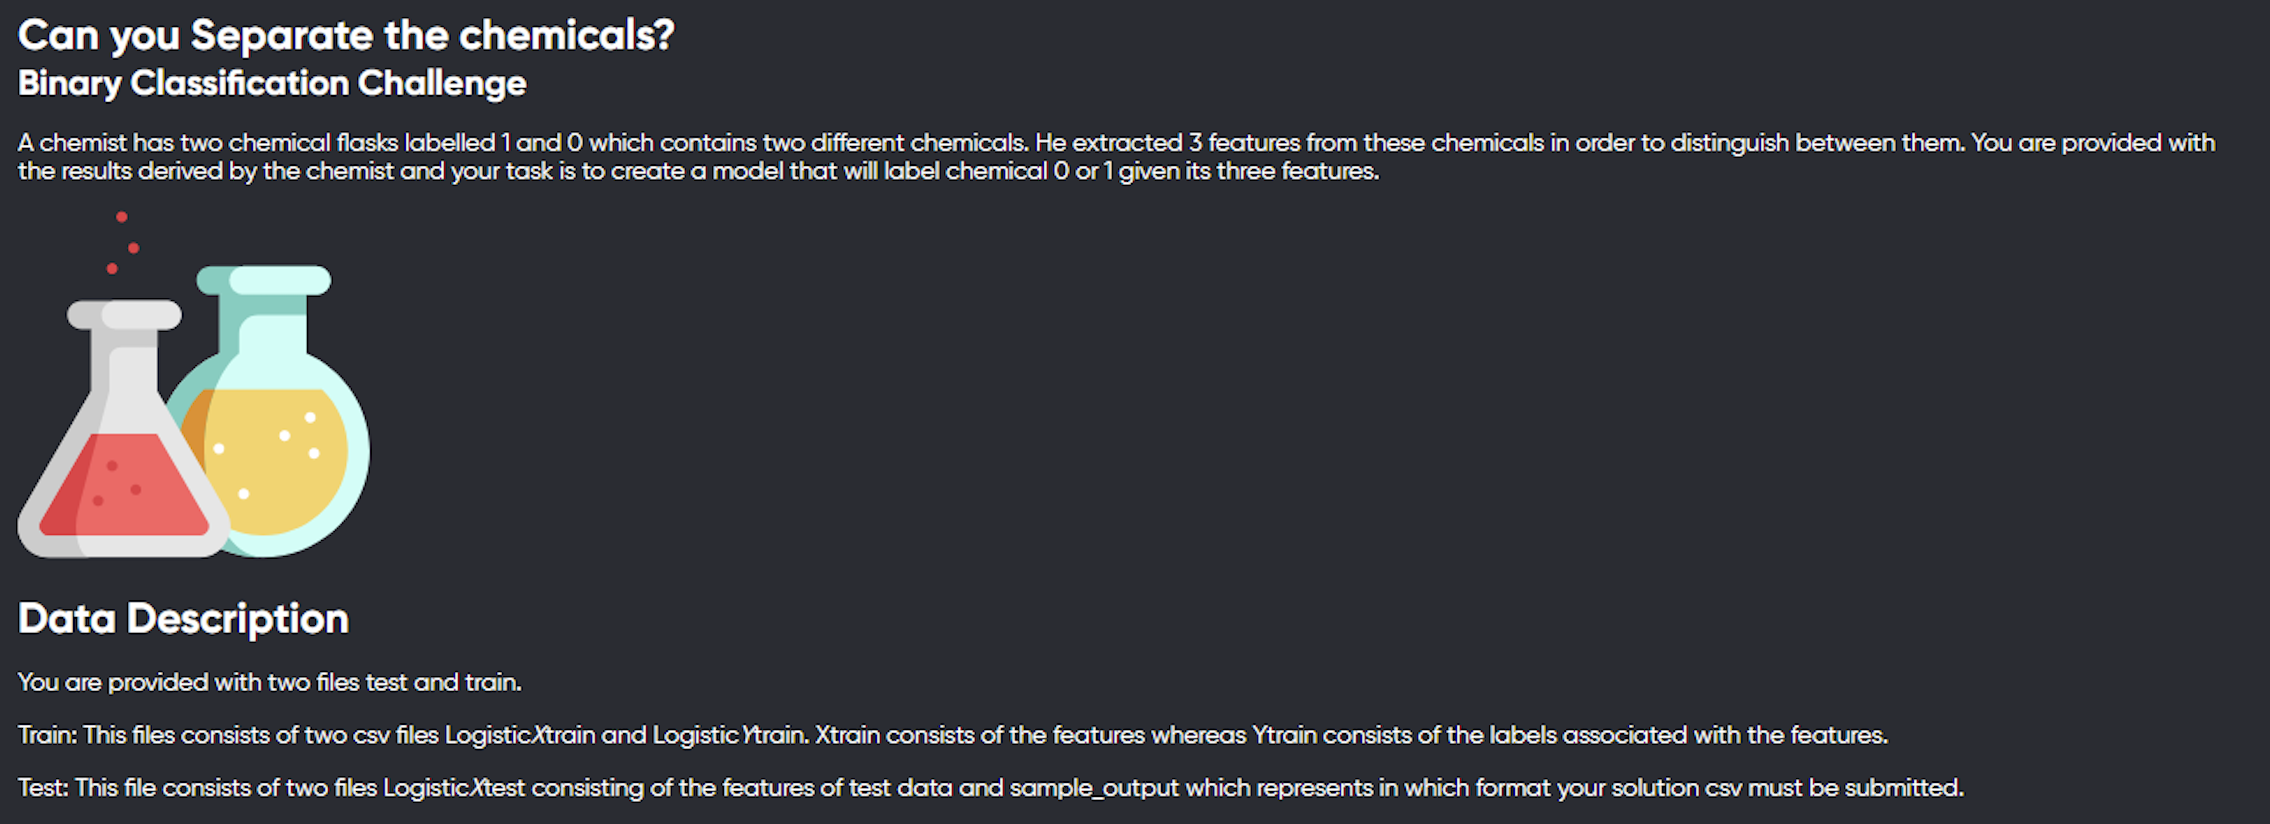 Can you Separate the chemicals?
Binary Classification Challenge
A chemist has two chemical flasks labelled 1 and 0 which contains two different chemicals. He extracted 3 features from these chemicals in order to distinguish between them. You are provided with
the results derived by the chemist and your task is to create a model that will label chemical 0 or 1 given its three features.
Data Description
You are provided with two files test and train.
Train: This files consists of two csv files LogisticXtrain and LogisticYtrain. Xtrain consists of the features whereas Ytrain consists of the labels associated with the features.
Test: This file consists of two files LogisticXtest consisting of the features of test data and sample_output which represents in which format your solution csv must be submitted.